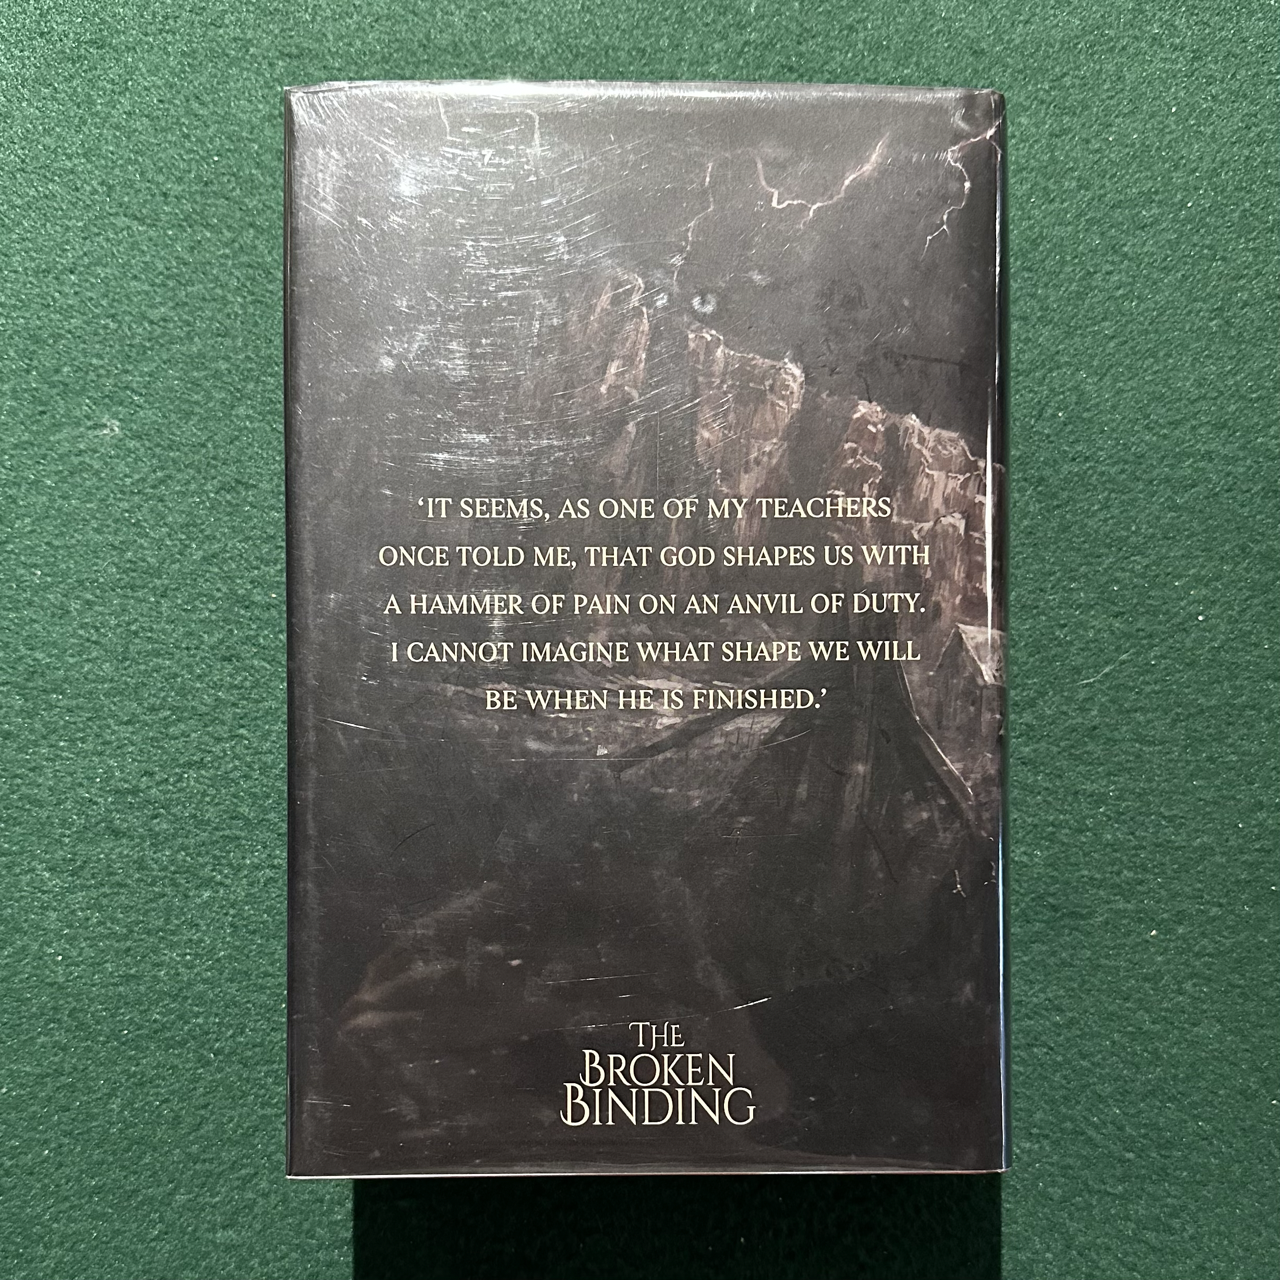 ‘IT SEEMS, AS ONE OF MY TEACHERS
ONCE TOLD ME, THAT GOD SHAPES US WITH
A HAMMER OF PAIN ON AN ANVIL OF DUTY.
I CANNOT IMAGINE WHAT SHAPE WE WILL
BE WHEN HE IS FINISHED.’
THE
BROKEN
BINDING